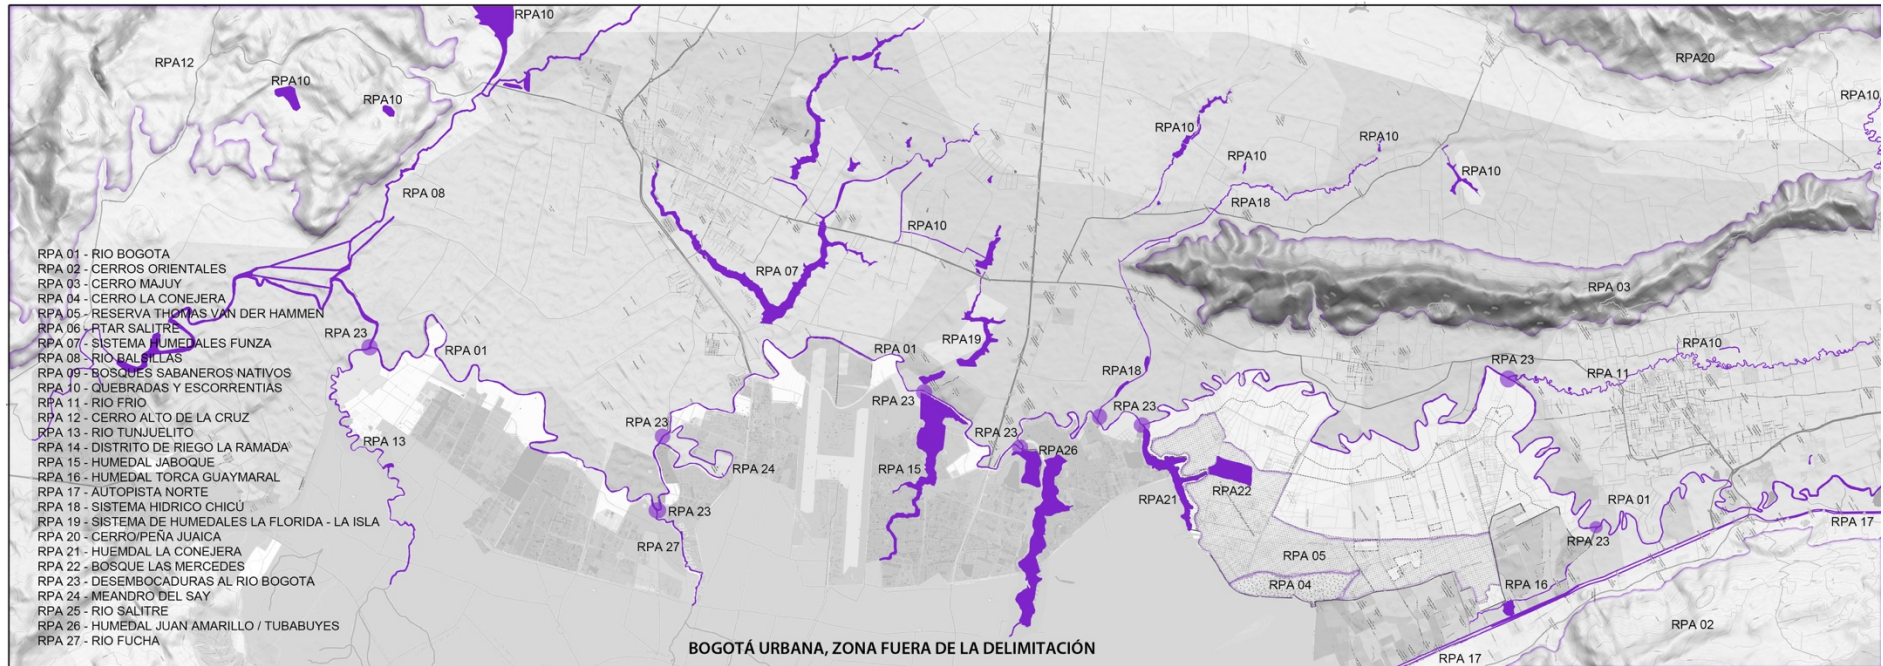 RPA10
RPA12
RPA20
RPA10
RPA10
RPA10
RPA10
RPA10
RPA10
RPA10
RPA 08
RPA18
RPA10
RPA 07
RPA 03
RPA 01 - RIO BOGOTA
RPA 02 - CERROS ORIENTALES
RPA 03 - CERRO MAJUY
RPA 04 - CERRO LA CONEJERA
RPA 05 - RESERVA THOMAS VAN DER HAMMEN
RPA 06 - PTAR SALITRE
RPA 07 - SISTEMA HUMEDALES FUNZA
RPA 08 - RIO BALSILLAS
RPA 09 - BOSQUES SABANEROS NATIVOS
RPA 10 - QUEBRADAS Y ESCORRENTIAS
RPA 11 - RIO FRIO
RPA 12 - CERRO ALTO DE LA CRUZ
RPA 13 - RIO TUNJUELITO
RPA 14 - DISTRITO DE RIEGO LA RAMADA
RPA 15 - HUMEDAL JABOQUE
RPA 16 - HUMEDAL TORCA GUAYMARAL
RPA 17 - AUTOPISTA NORTE
RPA 18 - SISTEMA HIDRICO CHICÚ
RPA 19 - SISTEMA DE HUMEDALES LA FLORIDA - LA ISLA
RPA 20 - CERRO/PEÑA JUAICA
RPA 21 - HUEMDAL LA CONEJERA
RPA 22 - BOSQUE LAS MERCEDES
RPA 23 - DESEMBOCADURAS AL RIO BOGOTA
RPA 24 - MEANDRO DEL SAY
RPA 25 - RIO SALITRE
RPA 26 - HUMEDAL JUAN AMARILLO / TUBABUYES
RPA 27 - RIO FUCHA
RPA 23
RPA 01
RPA 01
RPA19
RPA10
RPA 23
RPA18
RPA 11
RPA 23
RPA 23
RPA 23
RPA 23
RPA 13
RPA26
RPA 24
RPA 15
RPA22
RPA21
RPA 01
RPA 23
RPA 17
RPA 23
RPA 27
RPA 05
RPA 04
RPA 16
RPA 02
RPA 17
BOGOTÁ URBANA, ZONA FUERA DE LA DELIMITACIÓN